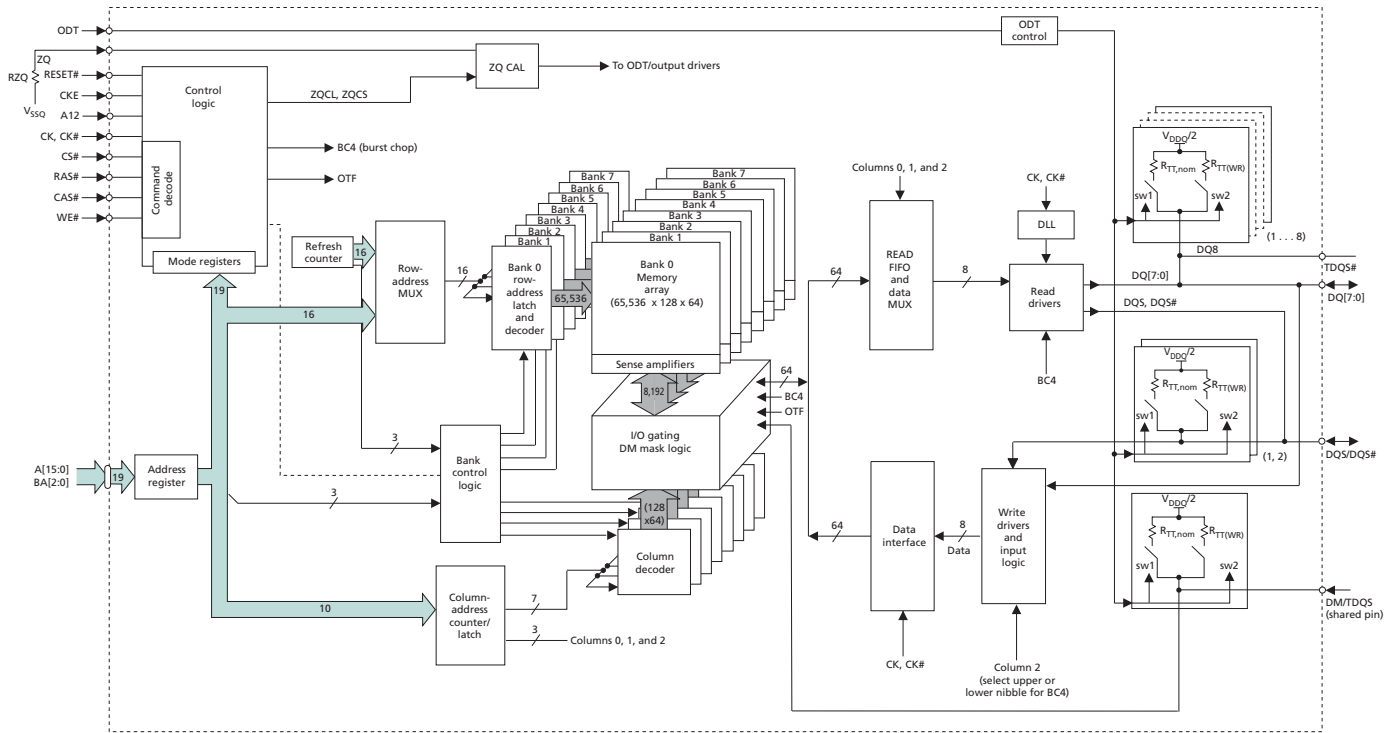 ODT
ODT
control
ZQ
RZQ
RESET#
ZQ CAL
To ODT/output drivers
CKE
Control
logic
VSSQ
A12
ZQCL, ZQCS
CK, CK#
CS#
BC4 (burst chop)
RAS#
OTF
CAS#
WE#
Command
decode
Mode registers
19
Refresh
counter
16
Row-
address
MUX
16
16
Bank 7
Bank 6
Bank 5
Bank 4
Bank 3
Bank 2
Bank 1
Bank 0
row-
address
latch
and
decoder
65,536
Bank 7
Bank 6
Bank 5
Bank 4
Bank 3
Bank 2
Bank 1
Bank 0
Memory
array
(65,536 x 128 x 64)
Sense amplifiers
8,192
I/O gating
DM mask logic
64
BC4
OTF
Columns 0, 1, and 2
64
READ
FIFO
and
data
MUX
8
CK, CK#
DLL
Read
drivers
BC4
VDDQ/2
RTT,nom
RTT(WR)
sw1
sw2
(1 . . . 8)
DQ8
TDQS#
DQ[7:0]
DQ[7:0]
DQS, DQS#
VDDQ/2
RTT,nom
RTT(WR)
sw1
sw2
(1, 2)
DQS/DQS#
A[15:0]
BA[2:0]
19
Address
register
3
3
Bank
control
logic
(128
x64)
Column
decoder
10
Column-
address
counter/
latch
7
3
Columns 0, 1, and 2
64
Data
interface
8
Data
Write
drivers
and
input
logic
CK, CK#
Column 2
(select upper or
lower nibble for BC4)
VDDQ/2
RTT,nom
RTT(WR)
sw1
sw2
DM/TDQS
(shared pin)